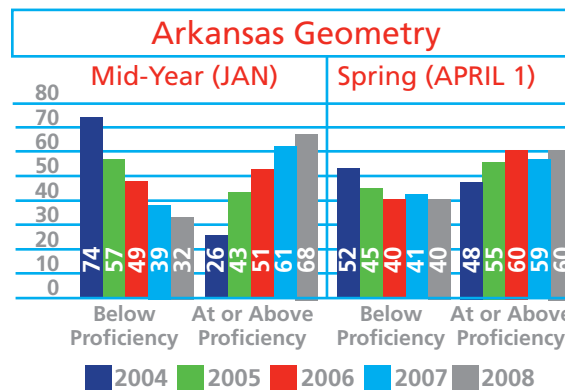 Arkansas Geometry
Mid-Year (JAN) Spring (APRIL 1)
80
70
60
50
40
30
20
10
0
74 57 49 39 32 26 43 51 61 68 52 45 40 41 40 48 55 60 59 60
Below At or Above Below At or Above
Proficiency Proficiency Proficiency Proficiency
2004 2005 2006 2007 2008